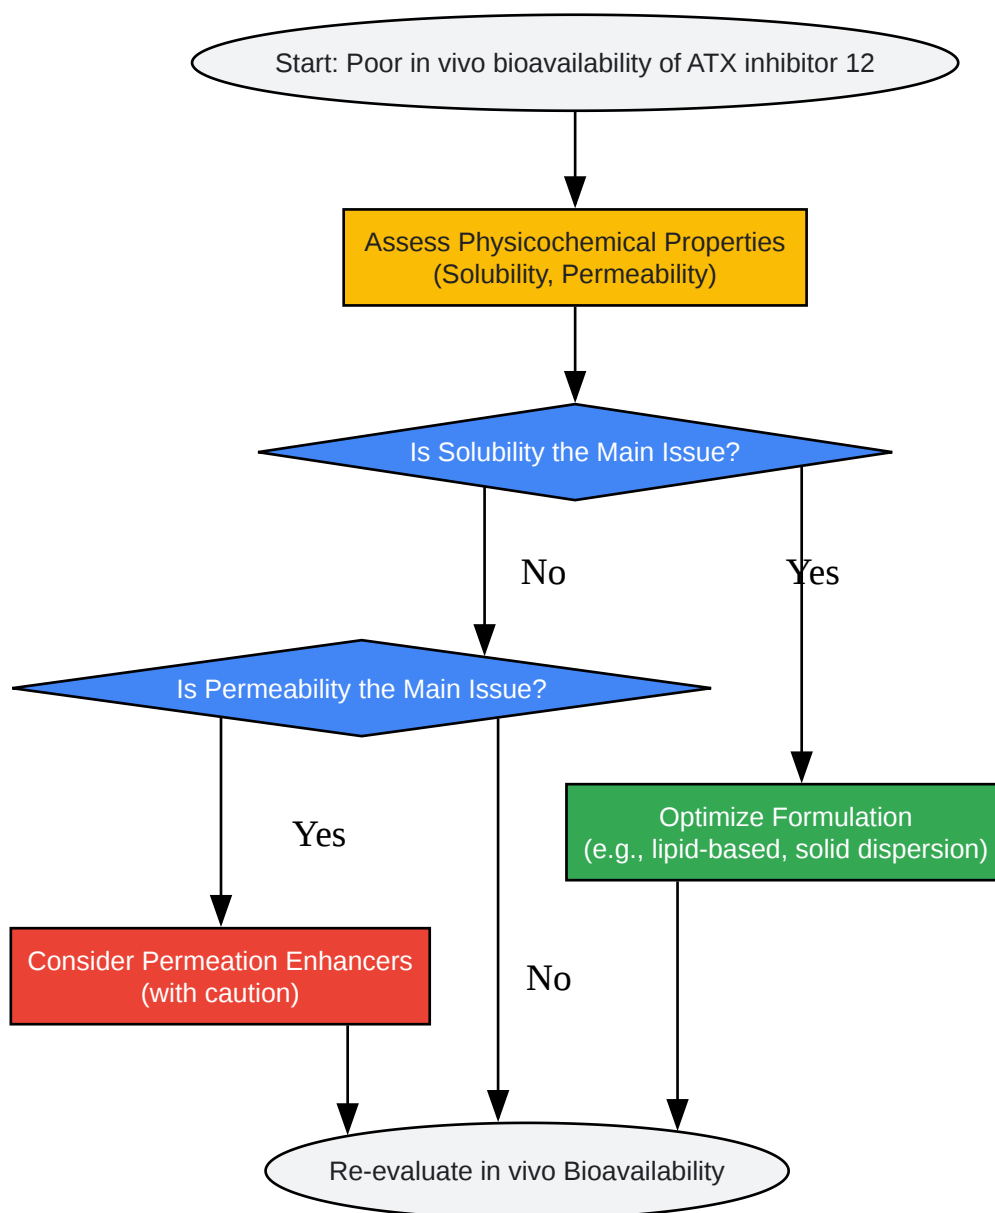 Start: Poor in vivo bioavailability of ATX inhibitor 12
Assess Physicochemical Properties
(Solubility, Permeability)
Is Solubility the Main Issue?
No
Yes
Is Permeability the Main Issue?
Yes
Optimize Formulation
(e.g., lipid-based, solid dispersion)
Consider Permeation Enhancers
(with caution)
No
Re-evaluate in vivo Bioavailability